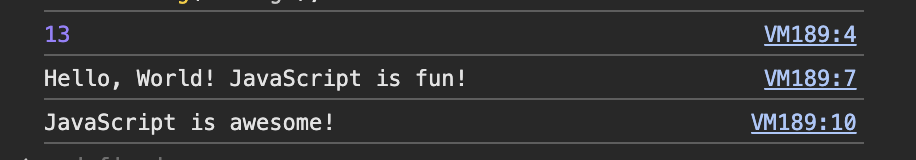 13 VM189:4
Hello, World! JavaScript is fun! VM189:7
JavaScript is awesome! VM189:10